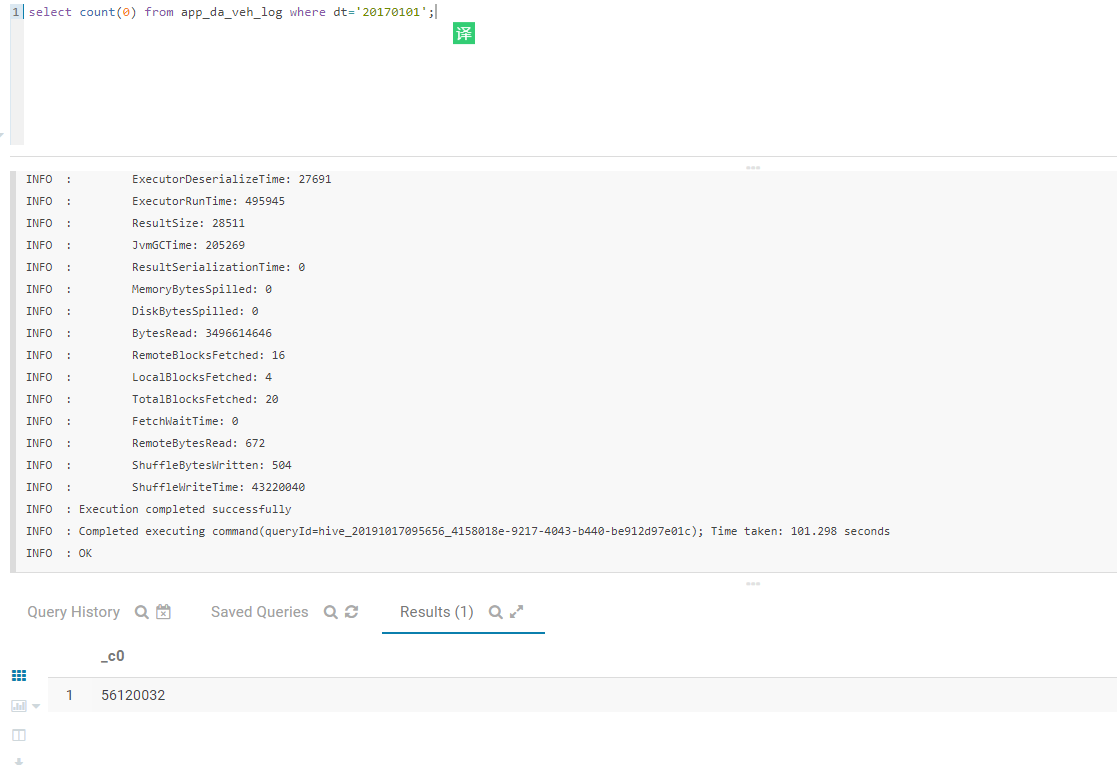 1 select count(0) from app_da_veh_log where dt='20170101';
译
INFO : ExecutorDeserializeTime: 27691
INFO : ExecutorRunTime: 495945
INFO : ResultSize: 28511
INFO : JvmGCTime: 205269
INFO : ResultSerializationTime: 0
INFO : MemoryBytesSpilled: 0
INFO : DiskBytesSpilled: 0
INFO : BytesRead: 3496614646
INFO : RemoteBlocksFetched: 16
INFO : LocalBlocksFetched: 4
INFO : TotalBlocksFetched: 20
INFO : FetchWaitTime: 0
INFO : RemoteBytesRead: 672
INFO : ShuffleBytesWritten: 504
INFO : ShuffleWriteTime: 43220040
INFO : Execution completed successfully
INFO : Completed executing command(queryId=hive_20191017095656_4158018e-9217-4043-b440-be912d97e01c); Time taken: 101.298 seconds
INFO : OK
Query History Saved Queries Results (1)
_c0
1 56120032